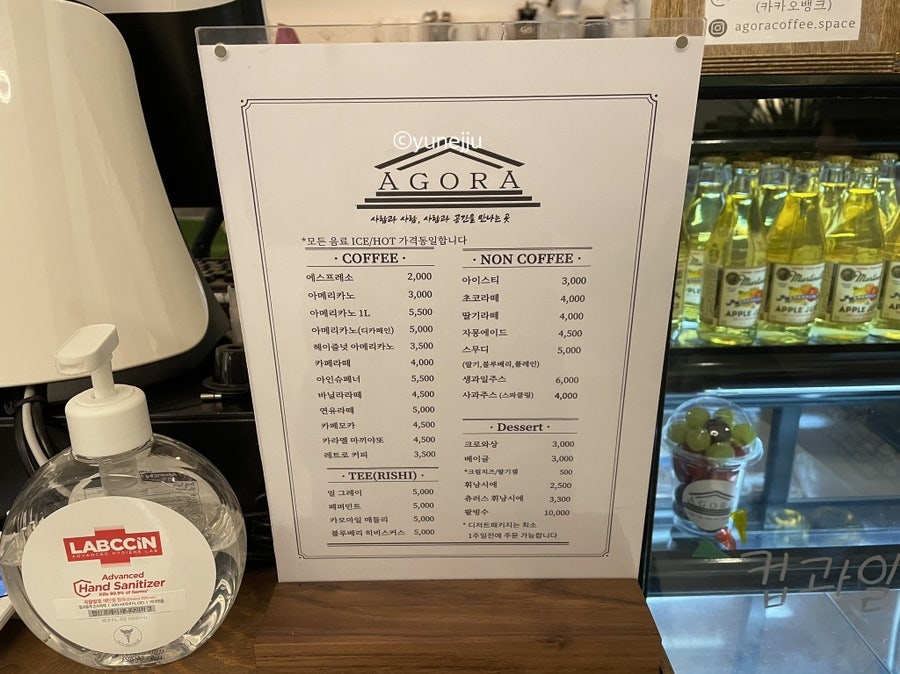 (카카오뱅크)
agoracoffee.space
©yuneiju
AGORA
사람과 사람, 사람과 공간을 만나는 곳
*모든 음료 ICE/HOT 가격동일합니다
· COFFEE ·
에스프레소 2,000
아메리카노 3,000
아메리카노 1L 5,500
아메리카노(디카페인) 5,000
헤이즐넛 아메리카노 3,500
카페라떼 4,000
아인슈페너 5,500
바닐라라떼 4,500
연유라떼 5,000
카페모카 4,500
카라멜 마끼아또 4,500
레트로 커피 3,500
· TEE(RISHI) ·
얼 그레이 5,000
페퍼민트 5,000
카모마일 메들리 5,000
블루베리 히비스커스 5,000
· NON COFFEE ·
아이스티 3,000
초코라떼 4,000
딸기라떼 4,000
자몽에이드 4,500
스무디 5,000
(딸기,블루베리,플레인)
생과일주스 6,000
사과주스 (스파클링) 4,000
· Dessert ·
크로와상 3,000
베이글 3,000
*크림치즈/딸기잼 500
휘낭시에 2,500
츄러스 휘낭시에 3,300
팥빙수 10,000
* 디저트패키지는 최소
1주일전에 주문 가능합니다
LABCCiN
ADVANCED HYGIENE LAB
Advanced
Hand Sanitizer
Kills 99.9% of Germs*
APPLE
APPLE JU
APPLE
AGORA
컵과일